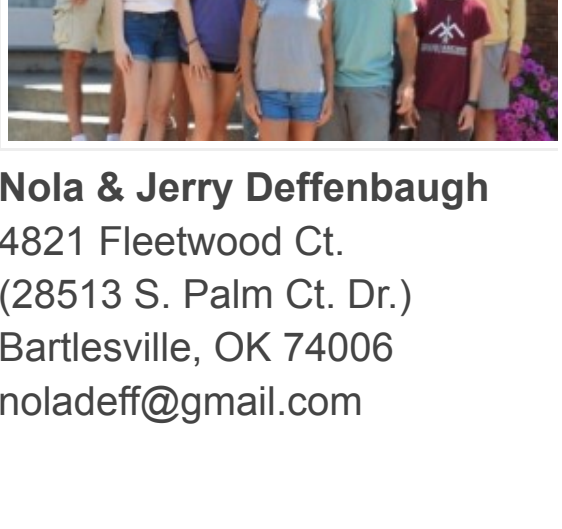 Nola & Jerry Deffenbaugh
4821 Fleetwood Ct.
(28513 S. Palm Ct. Dr.)
Bartlesville, OK 74006
noladeff@gmail.com